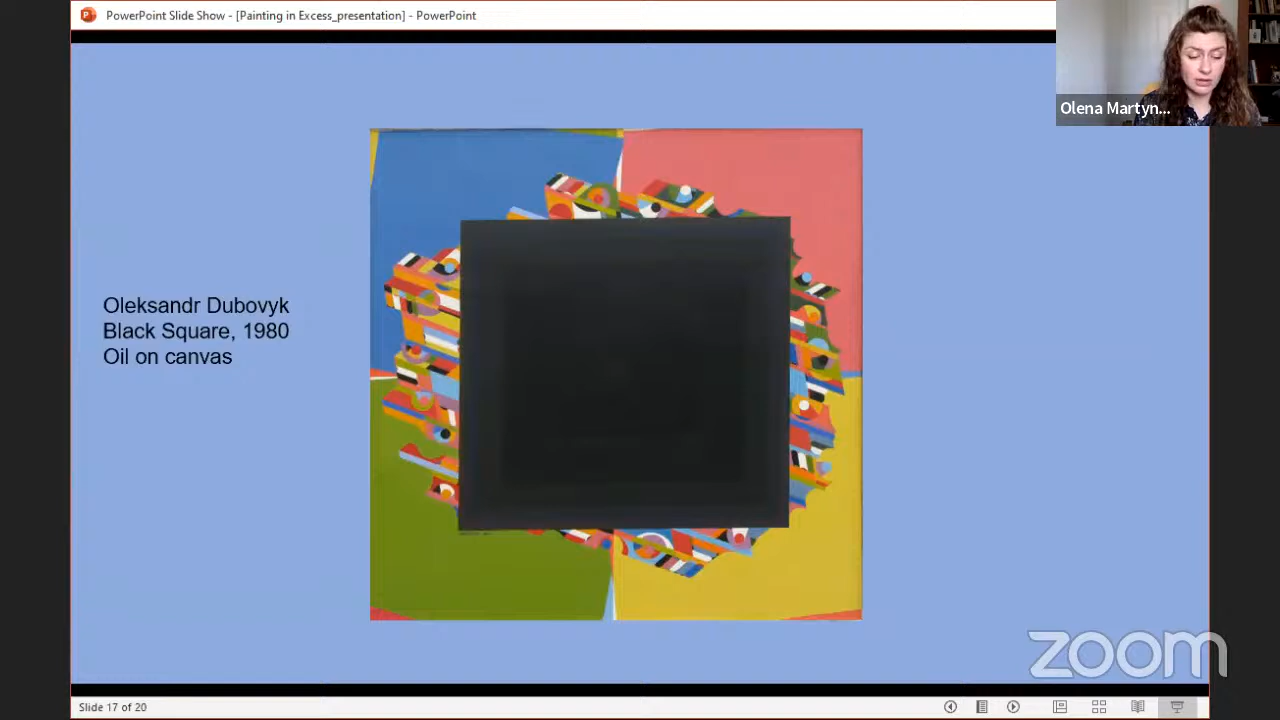 PowerPoint Slide Show - [Painting in Excess_presentation] - PowerPoint
Olena Martyn...
Oleksandr Dubovyk
Black Square, 1980
Oil on canvas
zoom
Slide 17 of 20